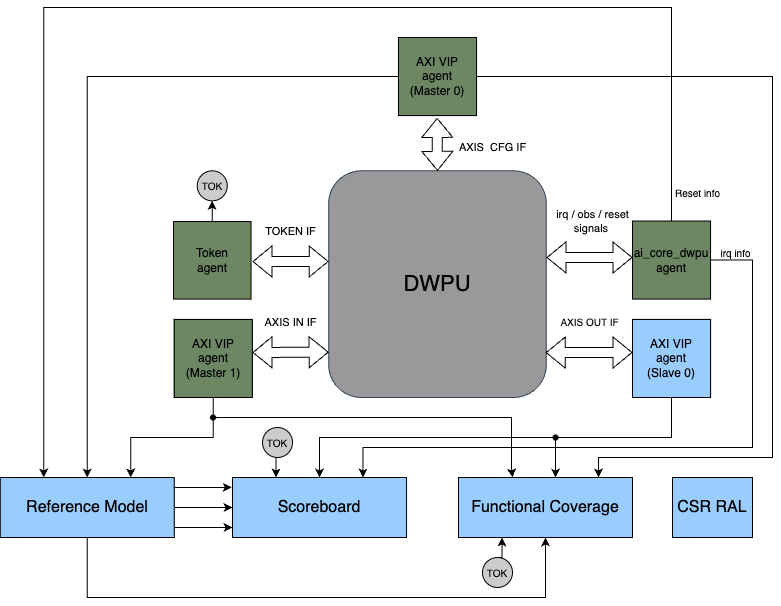 AXI VIP
agent
(Master 0)
AXIS CFG IF
Reset info
TOK
irq / obs / reset
signals
TOKEN IF
Token
agent
ai_core_dwpu
agent
irq info
DWPU
AXIS IN IF
AXIS OUT IF
AXI VIP
agent
(Master 1)
AXI VIP
agent
(Slave 0)
TOK
Reference Model
Scoreboard
Functional Coverage
CSR RAL
TOK